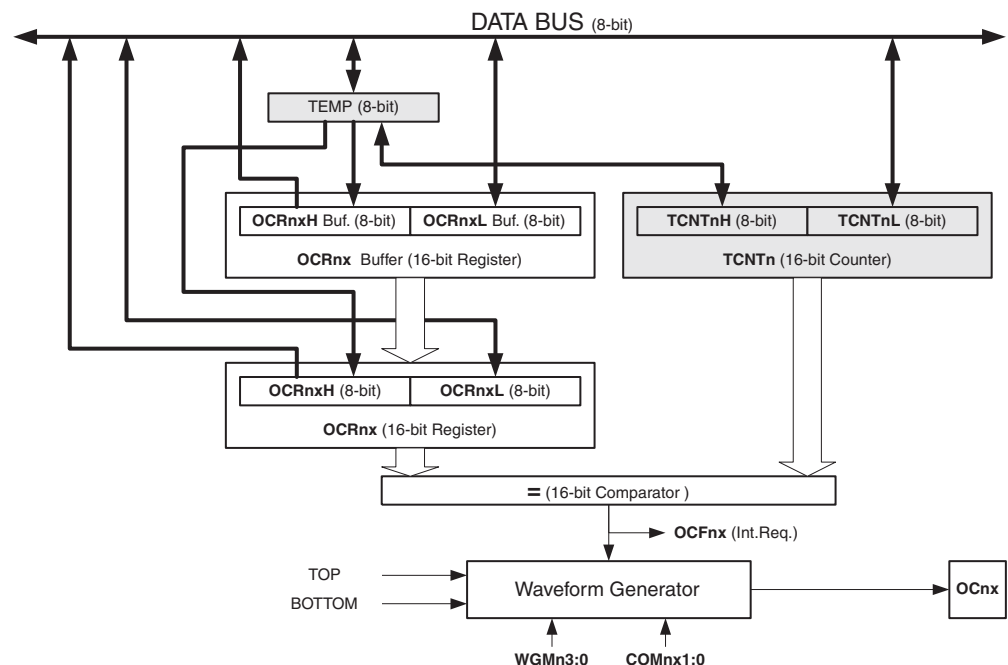 DATA BUS (8-bit)
TEMP (8-bit)
OCRnxH Buf. (8-bit) OCRnxL Buf. (8-bit)
OCRnx Buffer (16-bit Register)
TCNTnH (8-bit) TCNTnL (8-bit)
TCNTn (16-bit Counter)
OCRnxH (8-bit) OCRnxL (8-bit)
OCRnx (16-bit Register)
= (16-bit Comparator )
OCFnx (Int.Req.)
TOP
BOTTOM
Waveform Generator
OCnx
WGMn3:0 COMnx1:0